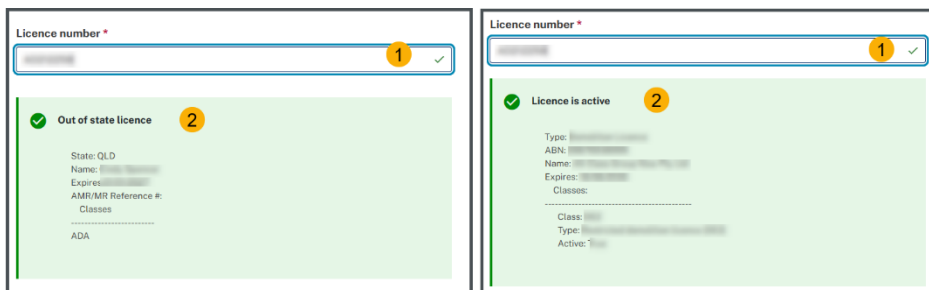 Licence number *
1
2
Out of state licence
State: QLD
Name:
Expires
AMR/MR Reference #:
Classes
------------------------
ADA
Licence number *
1
2
Licence is active
Type:
ABN:
Name:
Expires:
Classes:
------------------------------------------
Class:
Type:
Active: